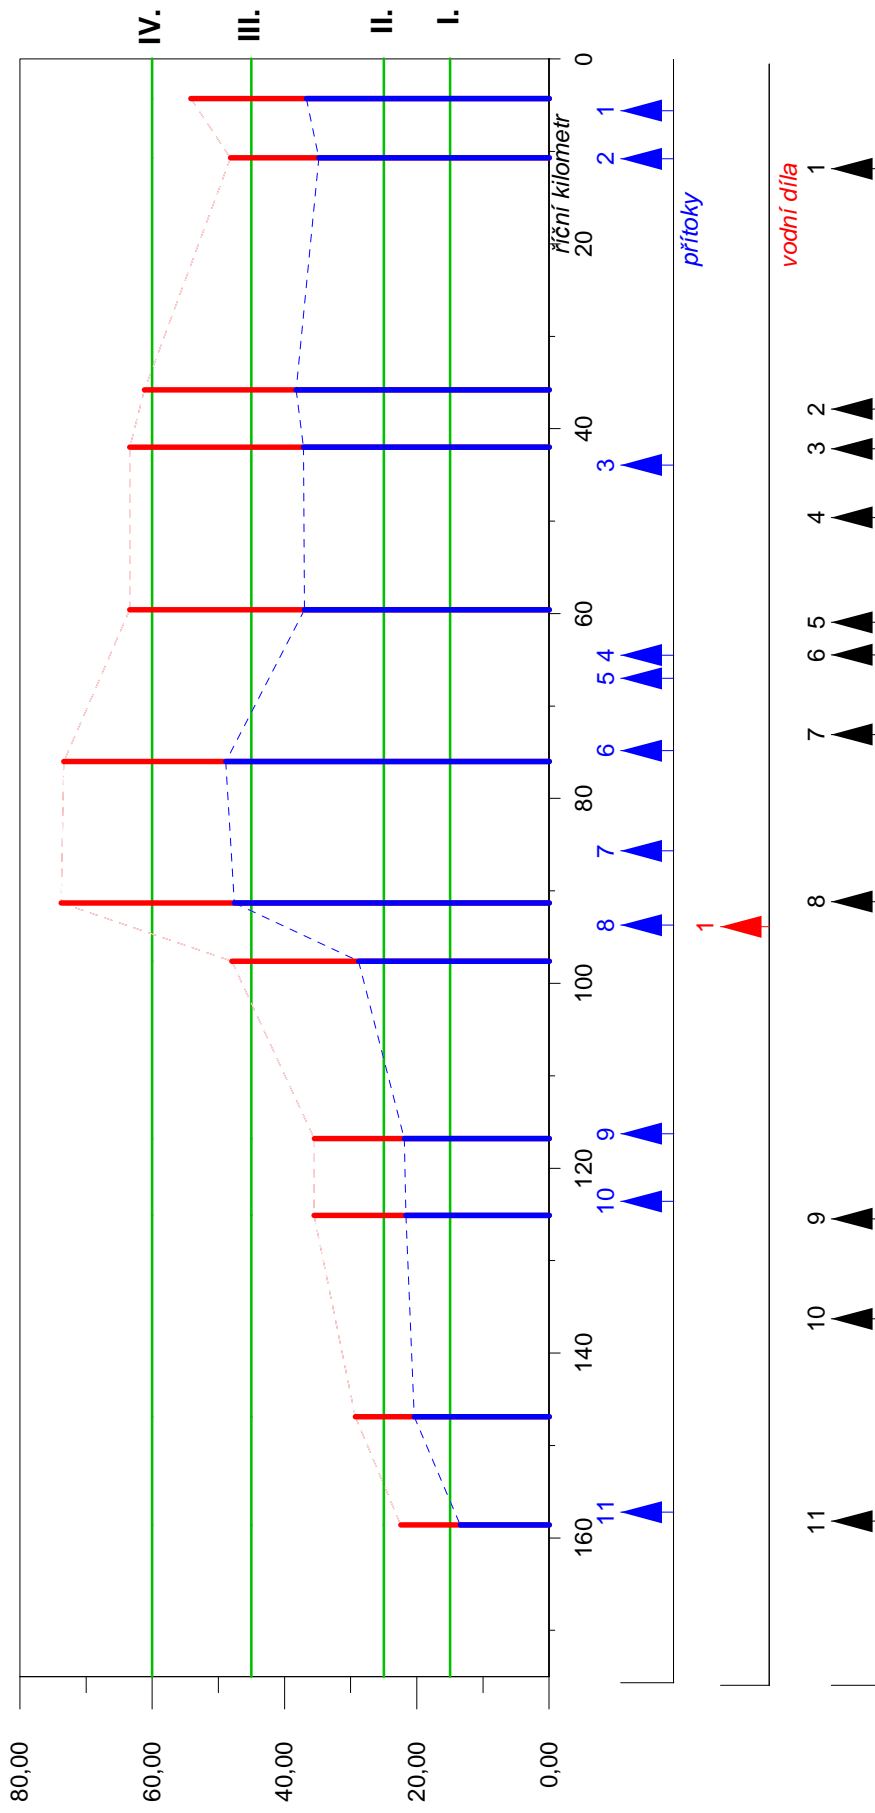 80,00
60,00 IV.
III.
40,00
II.
20,00
I.
0,00
říční kilometr
160 140 120 100 80 60 40 20 0
11 10 9 8 7 6 5 4 3 2 1
přítoky
1
vodní díla
11 10 9 8 7 6 5 4 3 2 1